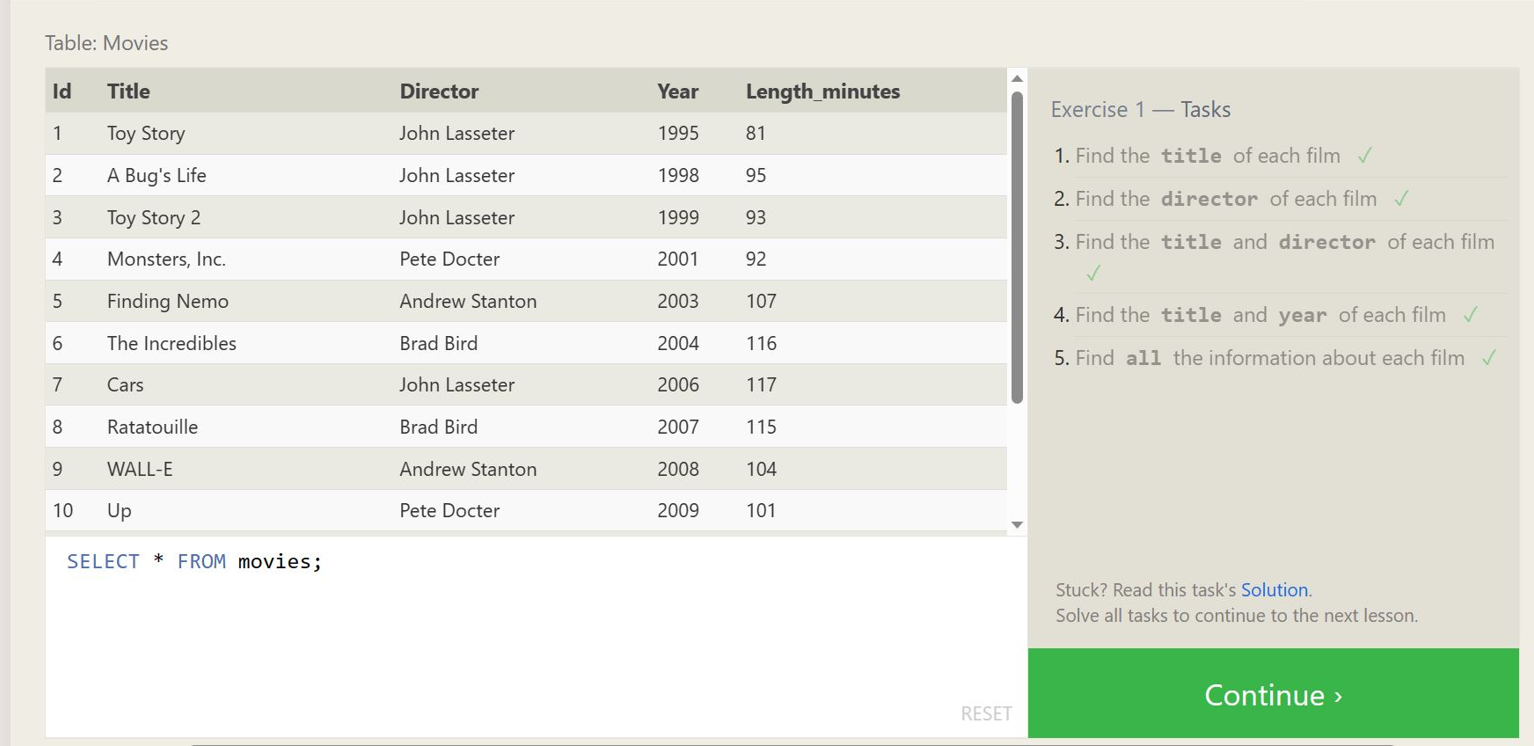 Table: Movies
Id Title Director Year Length_minutes
1 Toy Story John Lasseter 1995 81
2 A Bug's Life John Lasseter 1998 95
3 Toy Story 2 John Lasseter 1999 93
4 Monsters, Inc. Pete Docter 2001 92
5 Finding Nemo Andrew Stanton 2003 107
6 The Incredibles Brad Bird 2004 116
7 Cars John Lasseter 2006 117
8 Ratatouille Brad Bird 2007 115
9 WALL-E Andrew Stanton 2008 104
10 Up Pete Docter 2009 101
SELECT * FROM movies;
RESET
Exercise 1 — Tasks
1. Find the title of each film ✓
2. Find the director of each film ✓
3. Find the title and director of each film
✓
4. Find the title and year of each film ✓
5. Find all the information about each film ✓
Stuck? Read this task's Solution.
Solve all tasks to continue to the next lesson.
Continue ›